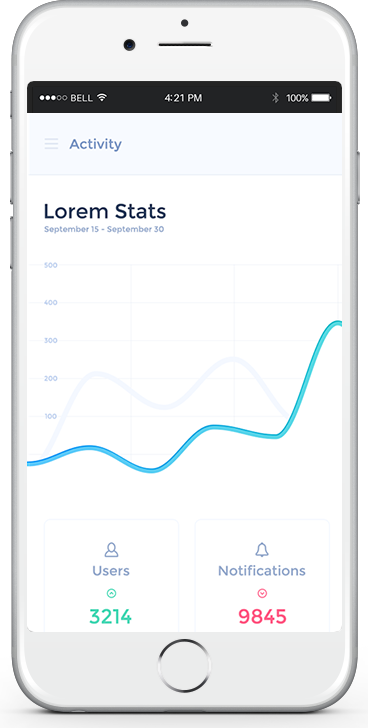 BELL 4:21 PM 100%
Activity
Lorem Stats
September 15 - September 30
500
400
300
200
100
Users Notifications
3214 9845